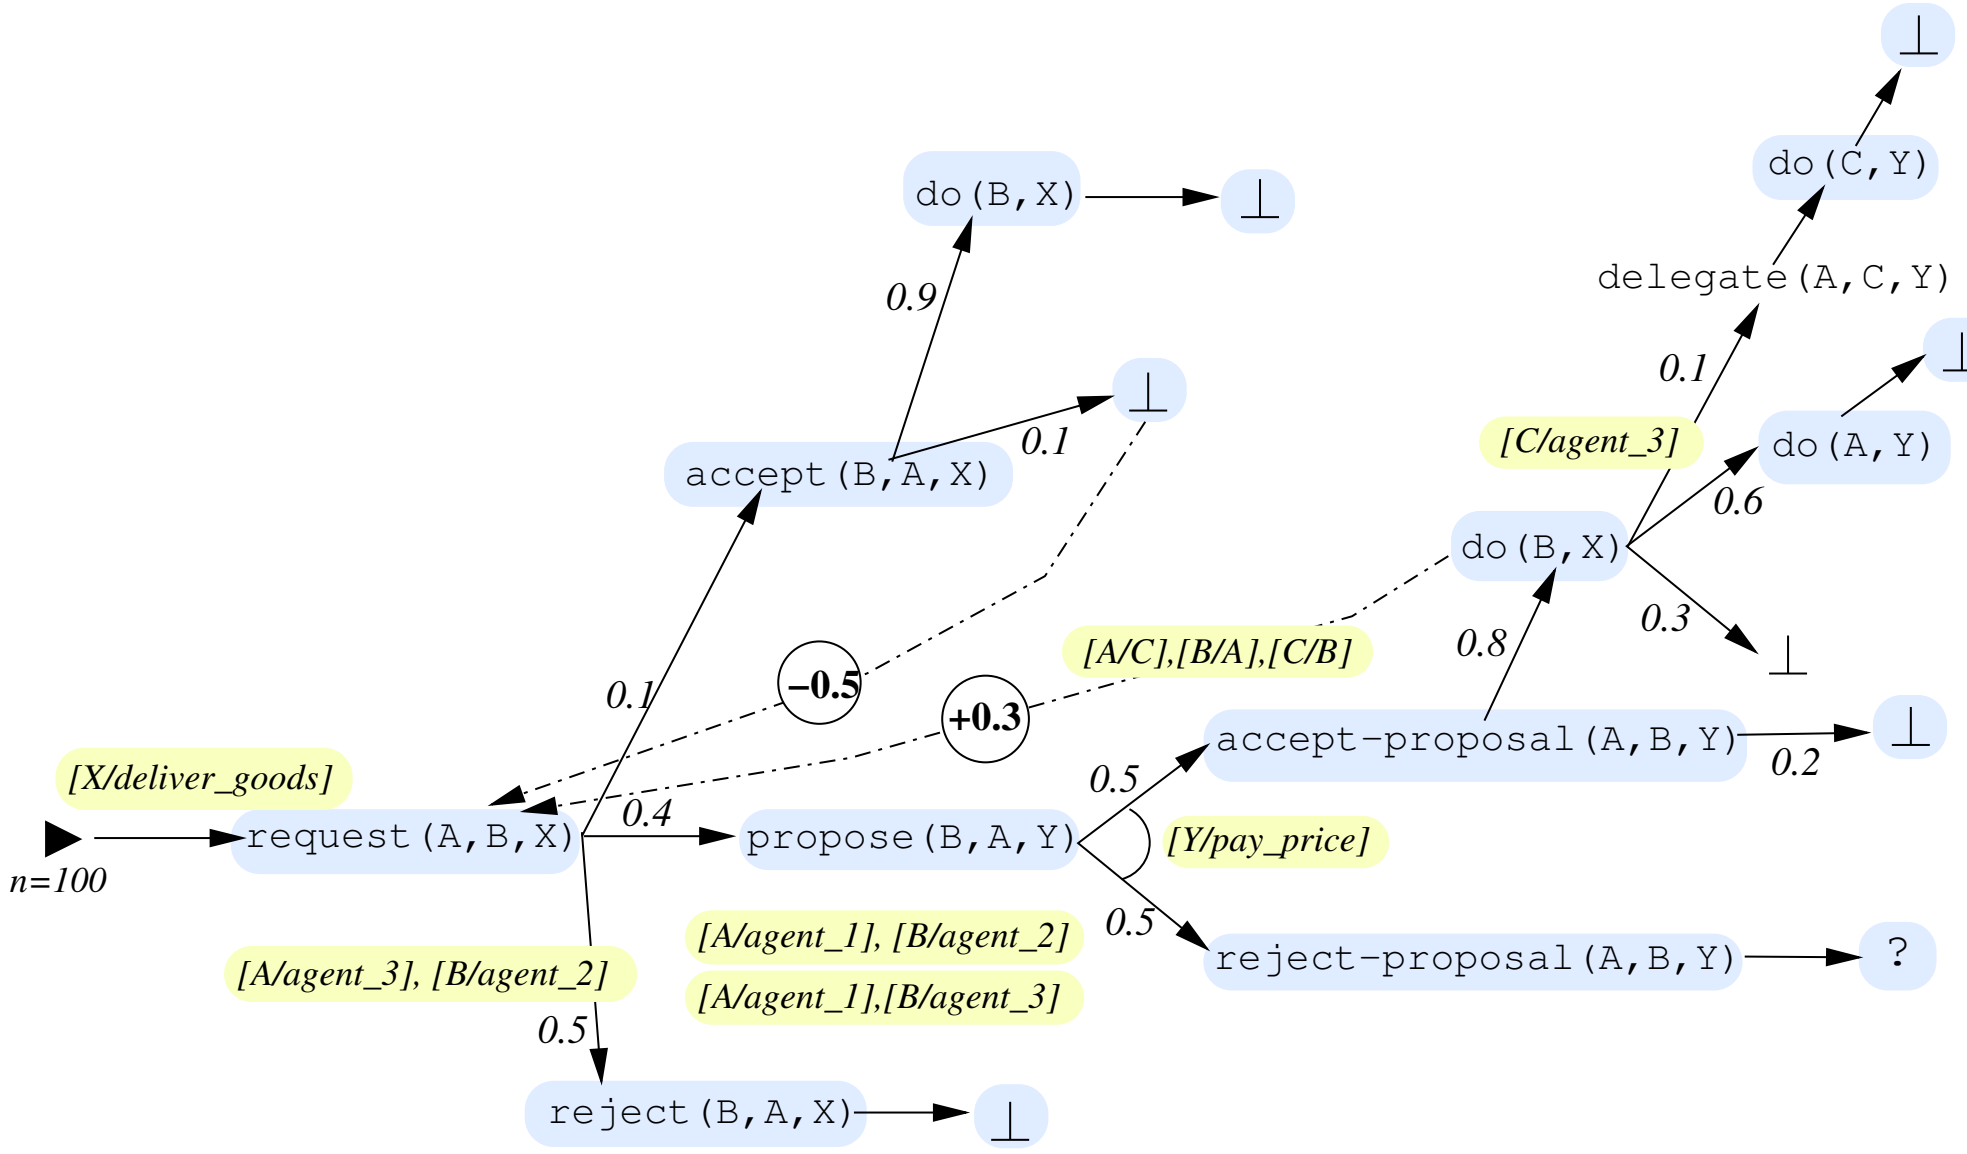 ⊥
do(C,Y)
do(B,X)
⊥
delegate(A,C,Y)
0.9
0.1
⊥
⊥
0.1
[C/agent_3]
do(A,Y)
accept(B,A,X)
0.6
do(B,X)
0.3
0.8
[A/C],[B/A],[C/B]
⊥
−0.5
0.1
+0.3
accept−proposal(A,B,Y)
⊥
0.2
[X/deliver_goods]
0.5
0.4
request(A,B,X)
propose(B,A,Y)
[Y/pay_price]
n=100
0.5
[A/agent_1], [B/agent_2]
reject−proposal(A,B,Y)
?
[A/agent_3], [B/agent_2]
[A/agent_1],[B/agent_3]
0.5
reject(B,A,X)
⊥